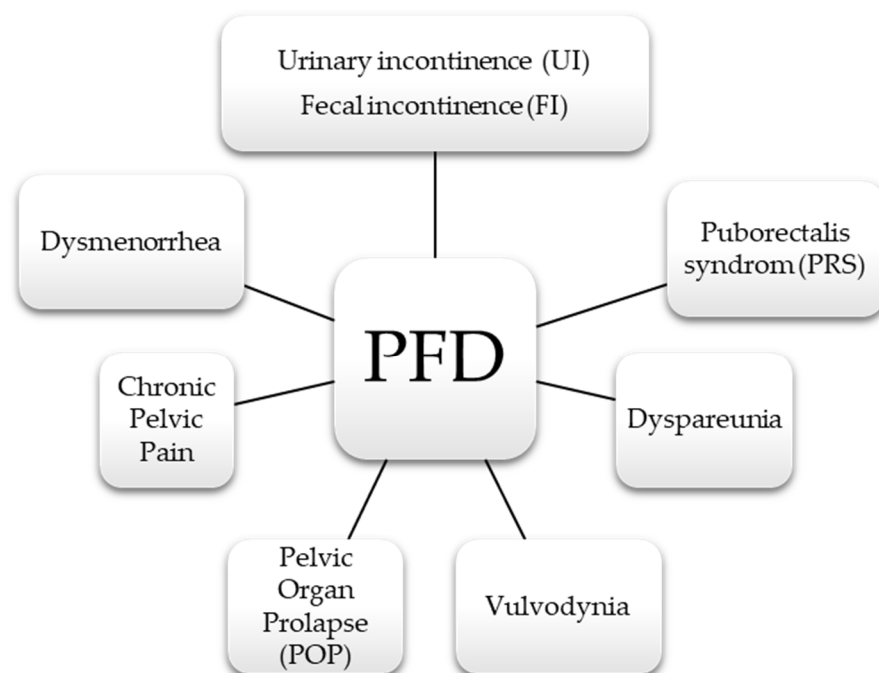 Urinary incontinence (UI)
Fecal incontinence (FI)
Dysmenorrhea
Puborectalis
syndrom (PRS)
PFD
Chronic
Pelvic
Pain
Dyspareunia
Pelvic
Organ
Prolapse
(POP)
Vulvodynia